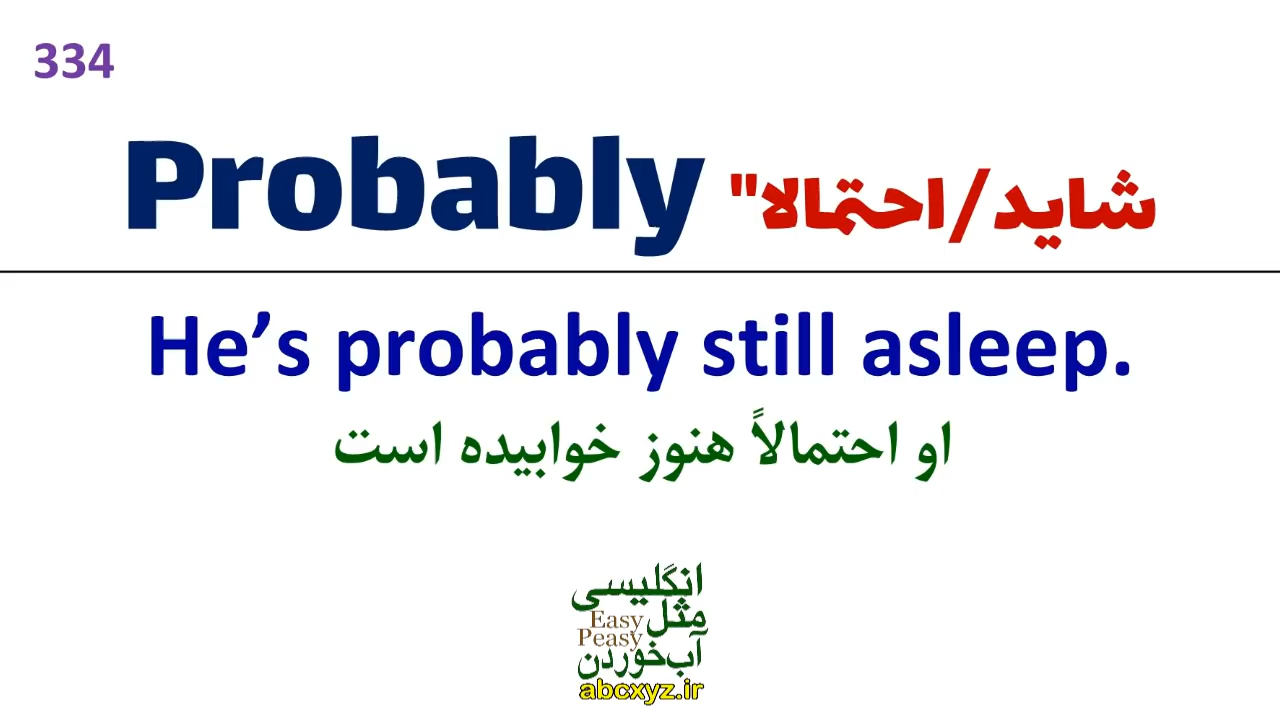 334
Probably شاید/احتمالا"
He's probably still asleep.
او احتمالاً هنوز خوابیده است
انگلیسی
مثل Easy
Peasy
آب‌خوردن
abcxyz.ir